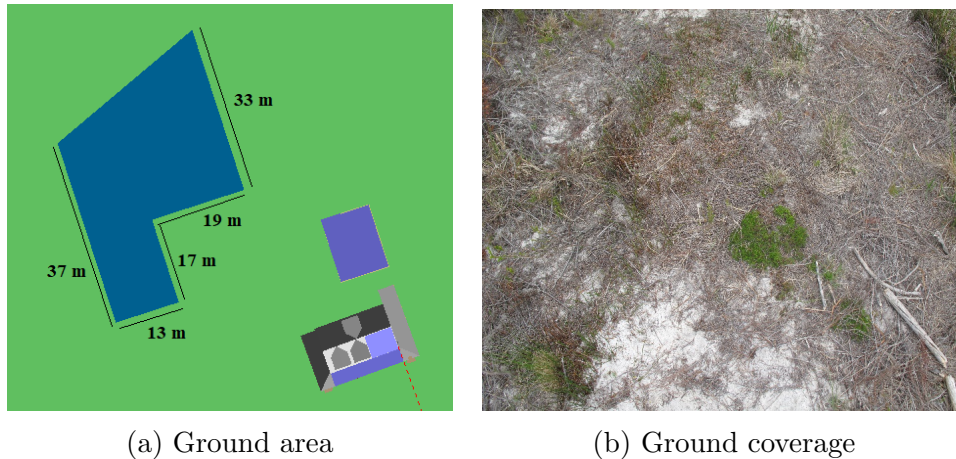 33 m
19 m
17 m
37 m
13 m
(a) Ground area
(b) Ground coverage